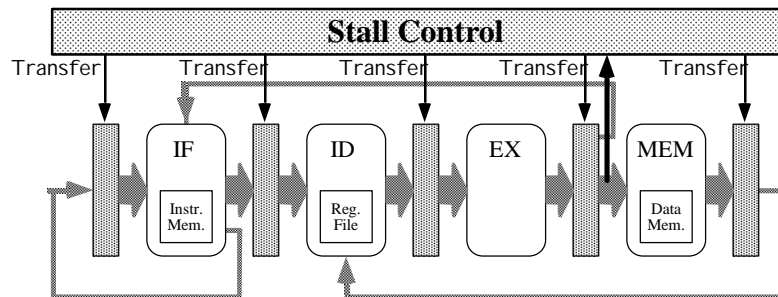 Stall Control
Transfer Transfer Transfer Transfer Transfer
IF ID EX MEM
Instr. Reg. Data
Mem. File Mem.